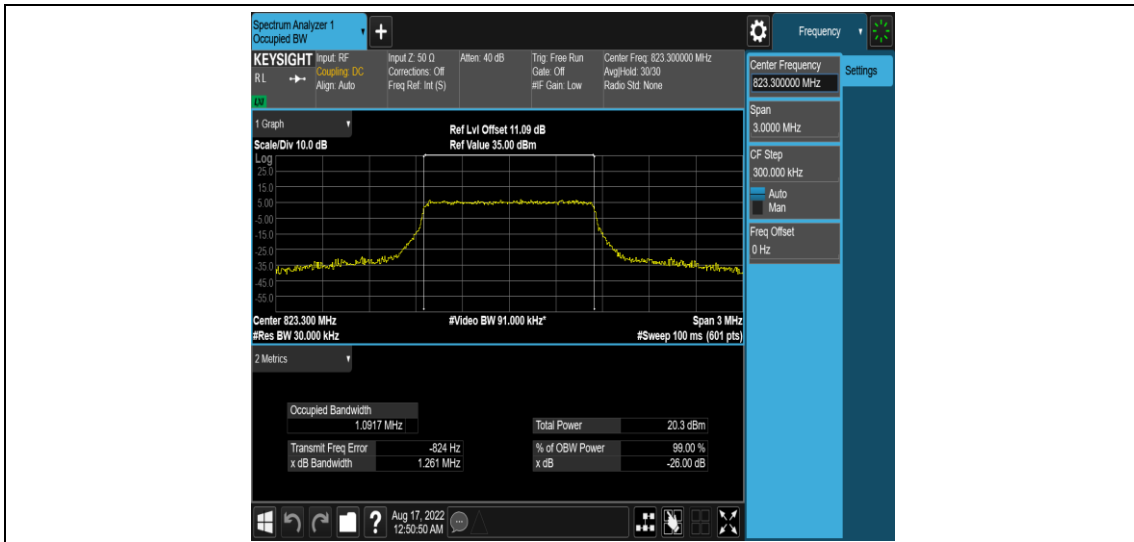 Spectrum Analyzer 1
Occupied BW
+
Frequency
KEYSIGHT
RL
LXI
Input: RF
Coupling: DC
Align: Auto
Input Z: 50 Ω
Corrections: Off
Freq Ref: Int (S)
Atten: 40 dB
Trig: Free Run
Gate: Off
#IF Gain: Low
Center Freq: 823.300000 MHz
Avg|Hold: 30/30
Radio Std: None
Center Frequency
823.300000 MHz
Settings
Span
3.0000 MHz
CF Step
300.000 kHz
Auto
Man
Freq Offset
0 Hz
1 Graph
Scale/Div 10.0 dB
Ref Lvl Offset 11.09 dB
Ref Value 35.00 dBm
Log
25.0
15.0
5.00
-5.00
-15.0
-25.0
-35.0
-45.0
-55.0
Center 823.300 MHz
#Video BW 91.000 kHz*
Span 3 MHz
#Res BW 30.000 kHz
#Sweep 100 ms (601 pts)
2 Metrics
Occupied Bandwidth
1.0917 MHz
Total Power 20.3 dBm
Transmit Freq Error -824 Hz
% of OBW Power 99.00 %
x dB Bandwidth 1.261 MHz
x dB -26.00 dB
?
Aug 17, 2022
12:50:50 AM